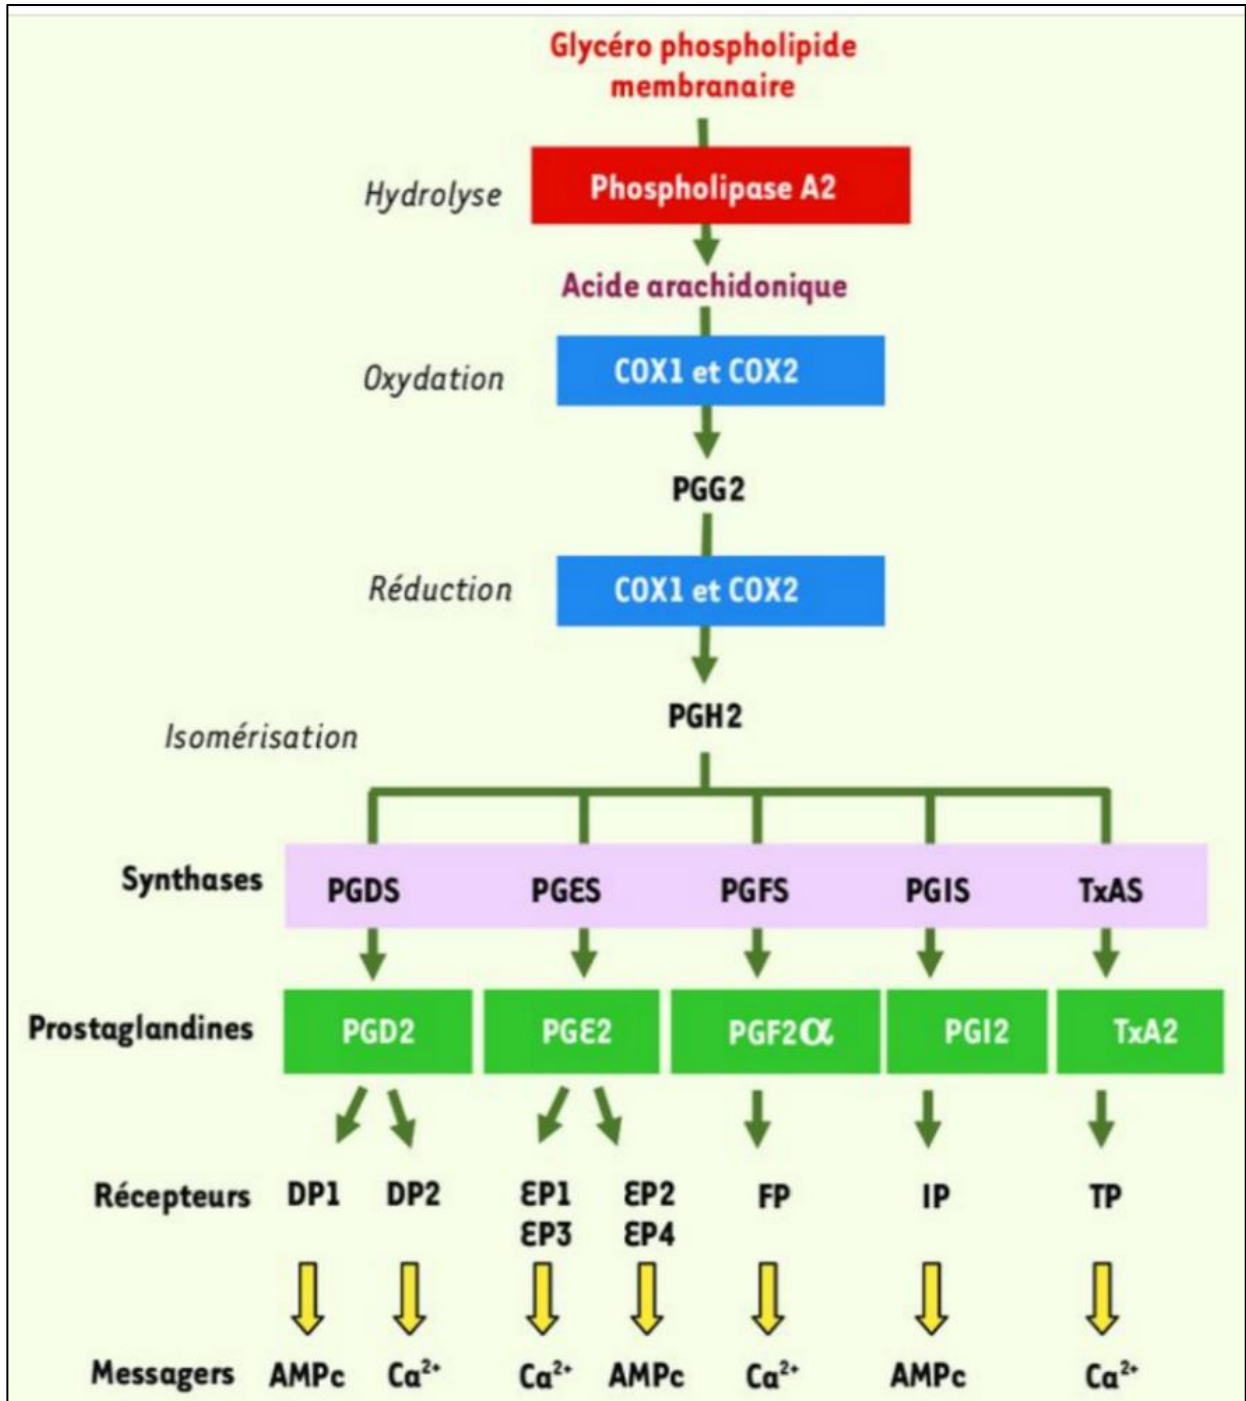 Glycéro phospholipide
membranaire
Hydrolyse
Phospholipase A2
Acide arachidonique
Oxydation
COX1 et COX2
PGG2
Réduction
COX1 et COX2
PGH2
Isomérisation
Synthases PGDS PGES PGFS PGIS TxAS
Prostaglandines PGD2 PGE2 PGF2α PGI2 TxA2
Récepteurs DP1 DP2 EP1 EP2 FP IP TP
EP3 EP4
Messagers AMPc Ca²⁺ Ca²⁺ AMPc Ca²⁺ AMPc Ca²⁺